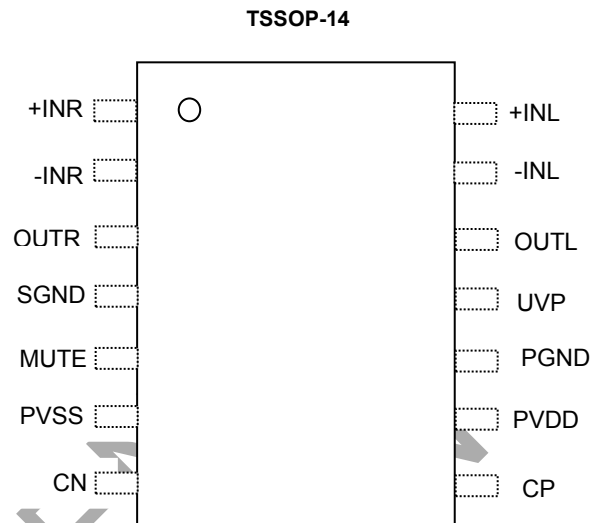 TSSOP-14
+INR +INL
-INR -INL
OUTR OUTL
SGND UVP
MUTE PGND
PVSS PVDD
CN CP